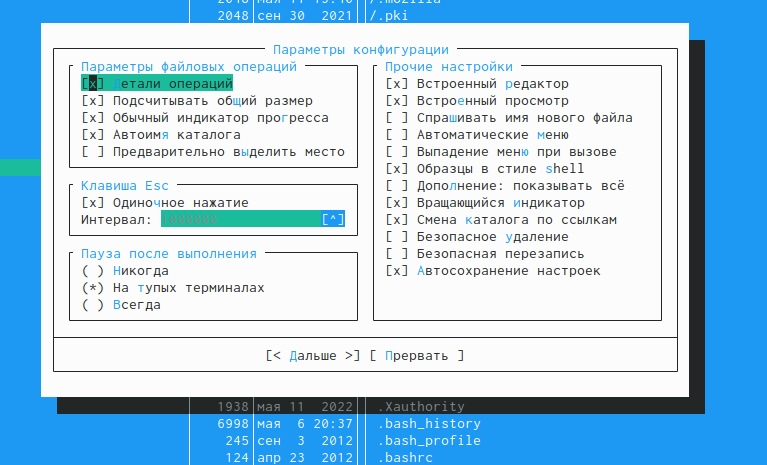 2048 сен 30 2021 /.pki
Параметры конфигурации
Параметры файловых операций
[x] Детали операций
[x] Подсчитывать общий размер
[x] Обычный индикатор прогресса
[x] Автоимя каталога
[ ] Предварительно выделить место
Клавиша Esc
[x] Одиночное нажатие
Интервал: [^]
Пауза после выполнения
( ) Никогда
(*) На тупых терминалах
( ) Всегда
Прочие настройки
[x] Встроенный редактор
[x] Встроенный просмотр
[ ] Спрашивать имя нового файла
[ ] Автоматические меню
[ ] Выпадение меню при вызове
[x] Образцы в стиле shell
[ ] Дополнение: показывать всё
[x] Вращающийся индикатор
[x] Смена каталога по ссылкам
[ ] Безопасное удаление
[ ] Безопасная перезапись
[x] Автосохранение настроек
[< Дальше >] [ Прервать ]
1938 мая 11 2022 .Xauthority
6998 мая 6 20:37 .bash_history
245 сен 3 2012 .bash_profile
124 апр 23 2012 .bashrc